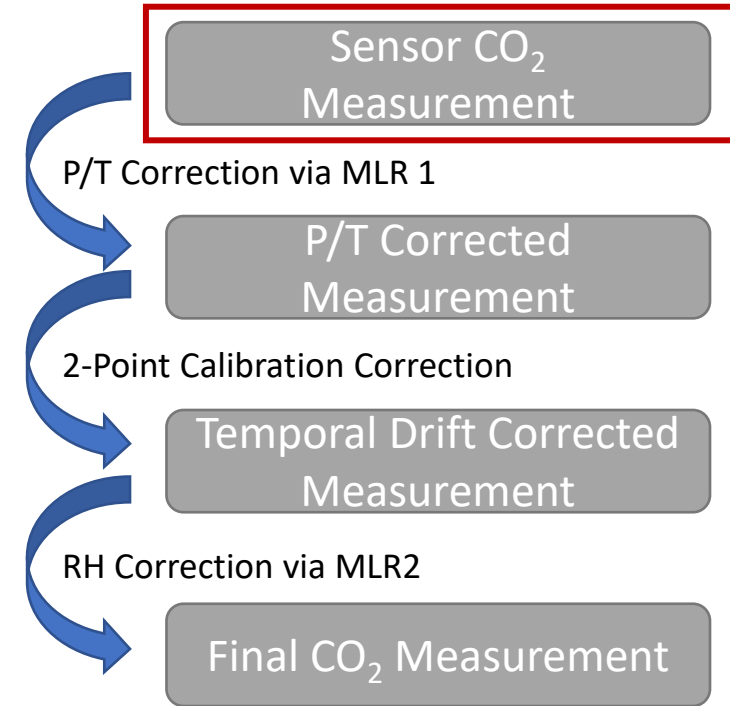 Sensor CO₂
Measurement
P/T Correction via MLR 1
P/T Corrected
Measurement
2-Point Calibration Correction
Temporal Drift Corrected
Measurement
RH Correction via MLR2
Final CO₂ Measurement